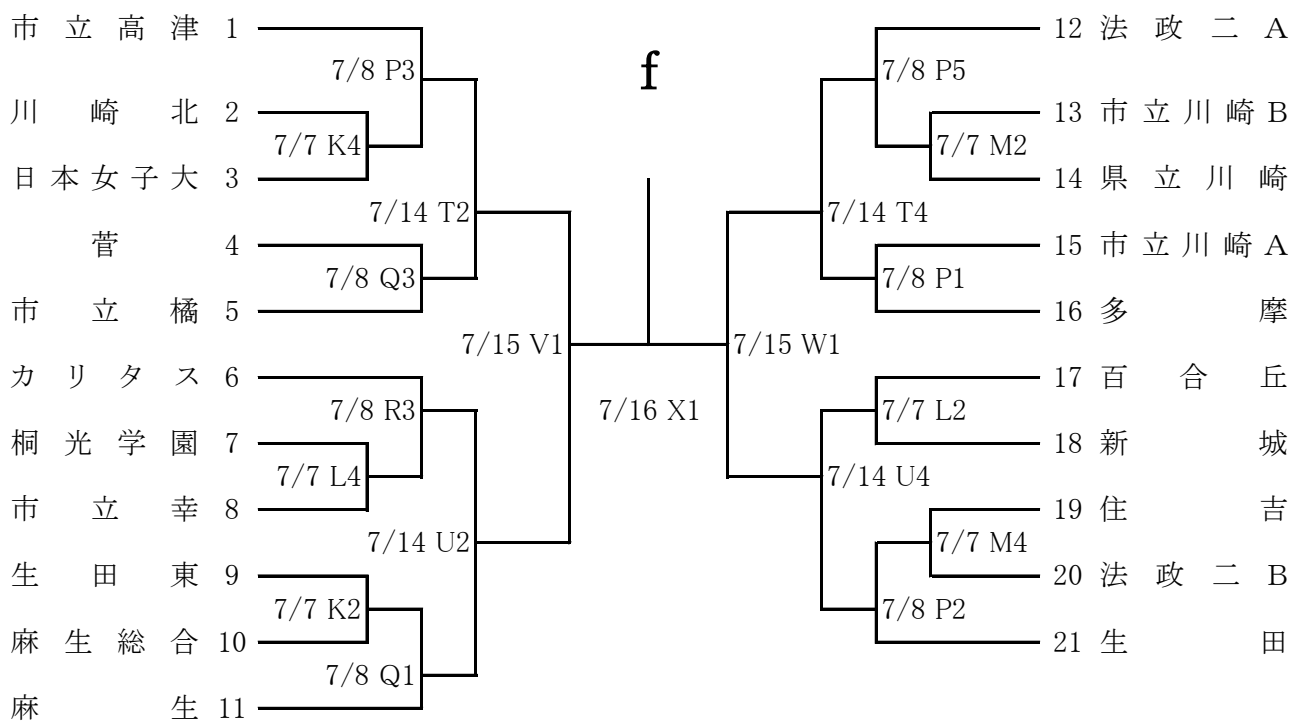 市立高津 1
7/8 P3
川崎北 2
7/7 K4
日本女子大 3
7/14 T2
菅 4
7/8 Q3
市立橘 5
7/15 V1
カリタス 6
7/8 R3
桐光学園 7
7/7 L4
市立幸 8
7/14 U2
生田東 9
7/7 K2
麻生総合 10
7/8 Q1
麻生 11
f
7/16 X1
12 法政二A
7/8 P5
13 市立川崎B
7/7 M2
14 県立川崎
7/14 T4
15 市立川崎A
7/8 P1
16 多摩
7/15 W1
17 百合丘
7/7 L2
18 新城
7/14 U4
19 住吉
7/7 M4
20 法政二B
7/8 P2
21 生田